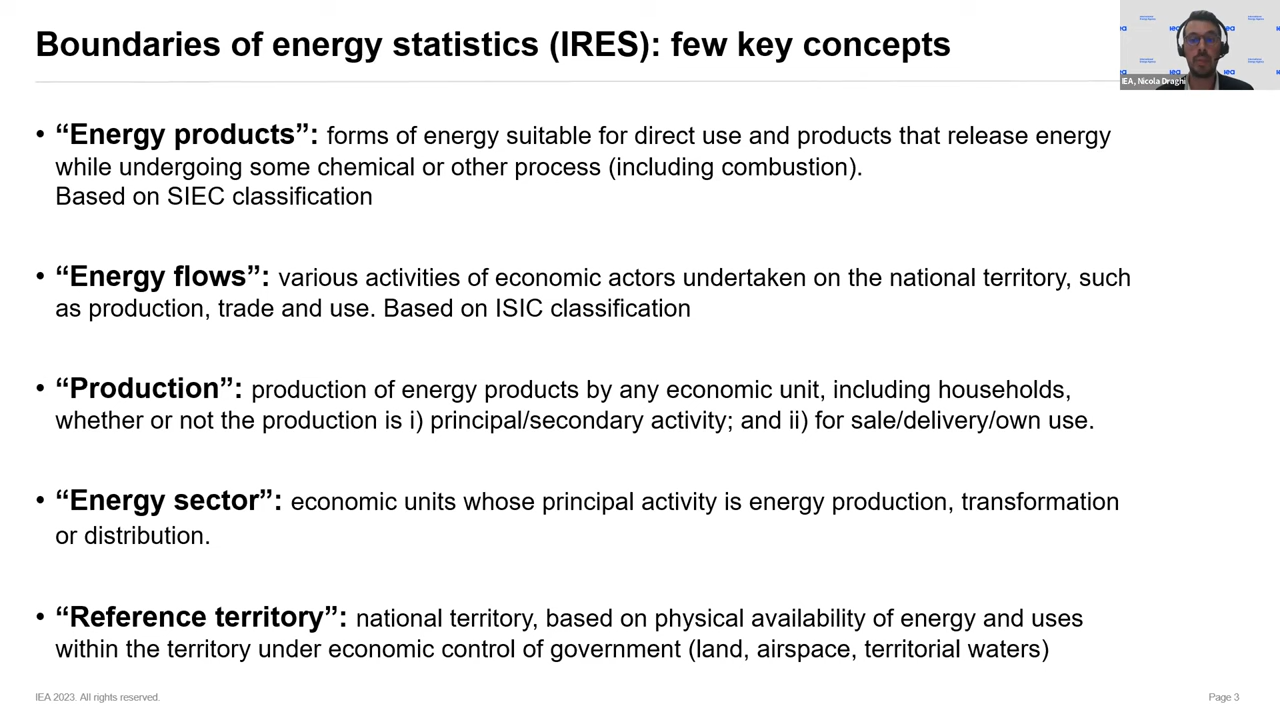 Boundaries of energy statistics (IRES): few key concepts
IEA, Nicola Draghi
• “Energy products”: forms of energy suitable for direct use and products that release energy
while undergoing some chemical or other process (including combustion).
Based on SIEC classification
• “Energy flows”: various activities of economic actors undertaken on the national territory, such
as production, trade and use. Based on ISIC classification
• “Production”: production of energy products by any economic unit, including households,
whether or not the production is i) principal/secondary activity; and ii) for sale/delivery/own use.
• “Energy sector”: economic units whose principal activity is energy production, transformation
or distribution.
• “Reference territory”: national territory, based on physical availability of energy and uses
within the territory under economic control of government (land, airspace, territorial waters)
IEA 2023. All rights reserved.
Page 3